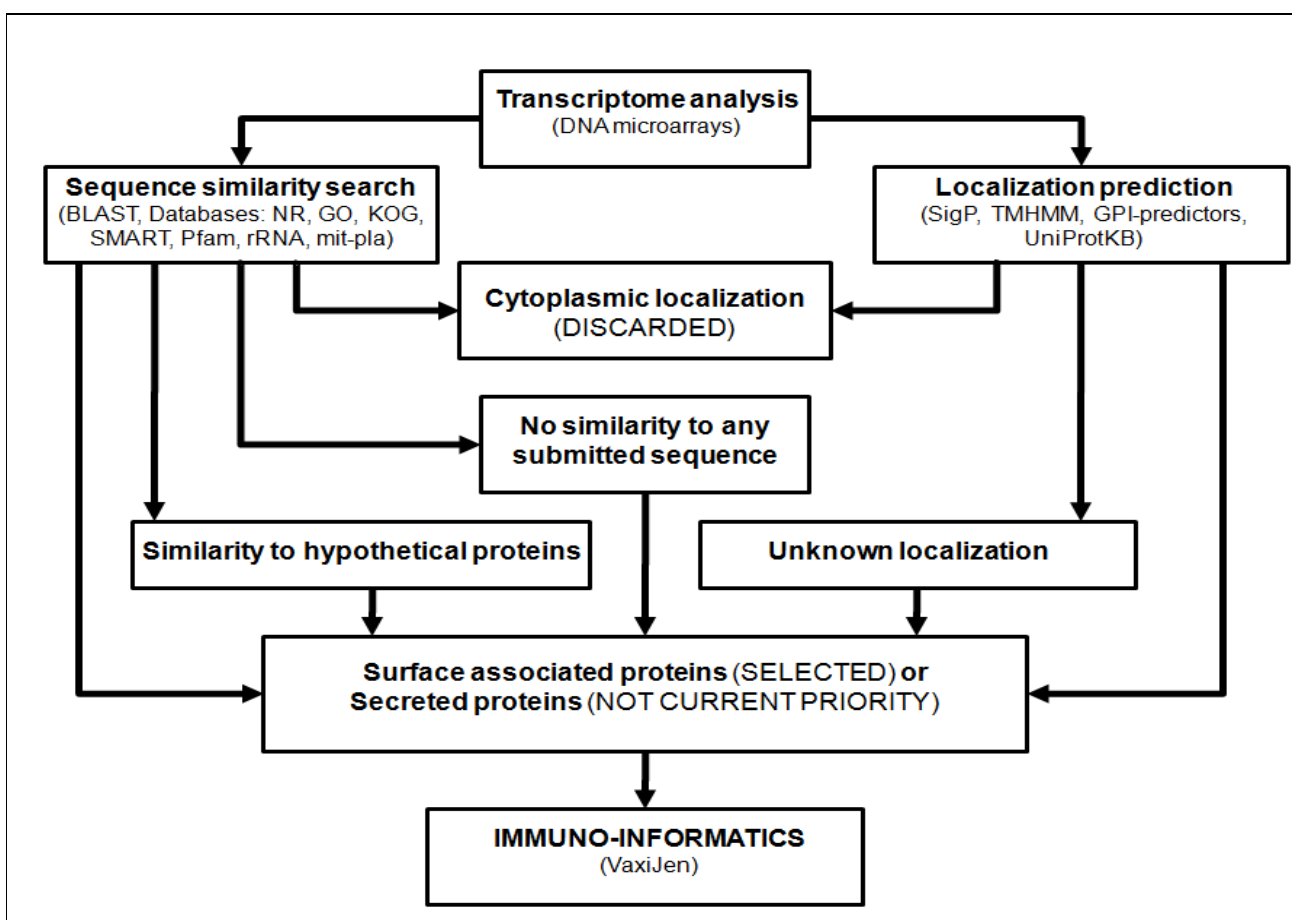 Transcriptome analysis
(DNA microarrays)
Sequence similarity search
(BLAST, Databases: NR, GO, KOG,
SMART, Pfam, rRNA, mit-pla)
Localization prediction
(SigP, TMHMM, GPI-predictors,
UniProtKB)
Cytoplasmic localization
(DISCARDED)
No similarity to any
submitted sequence
Similarity to hypothetical proteins
Unknown localization
Surface associated proteins (SELECTED) or
Secreted proteins (NOT CURRENT PRIORITY)
IMMUNO-INFORMATICS
(VaxiJen)